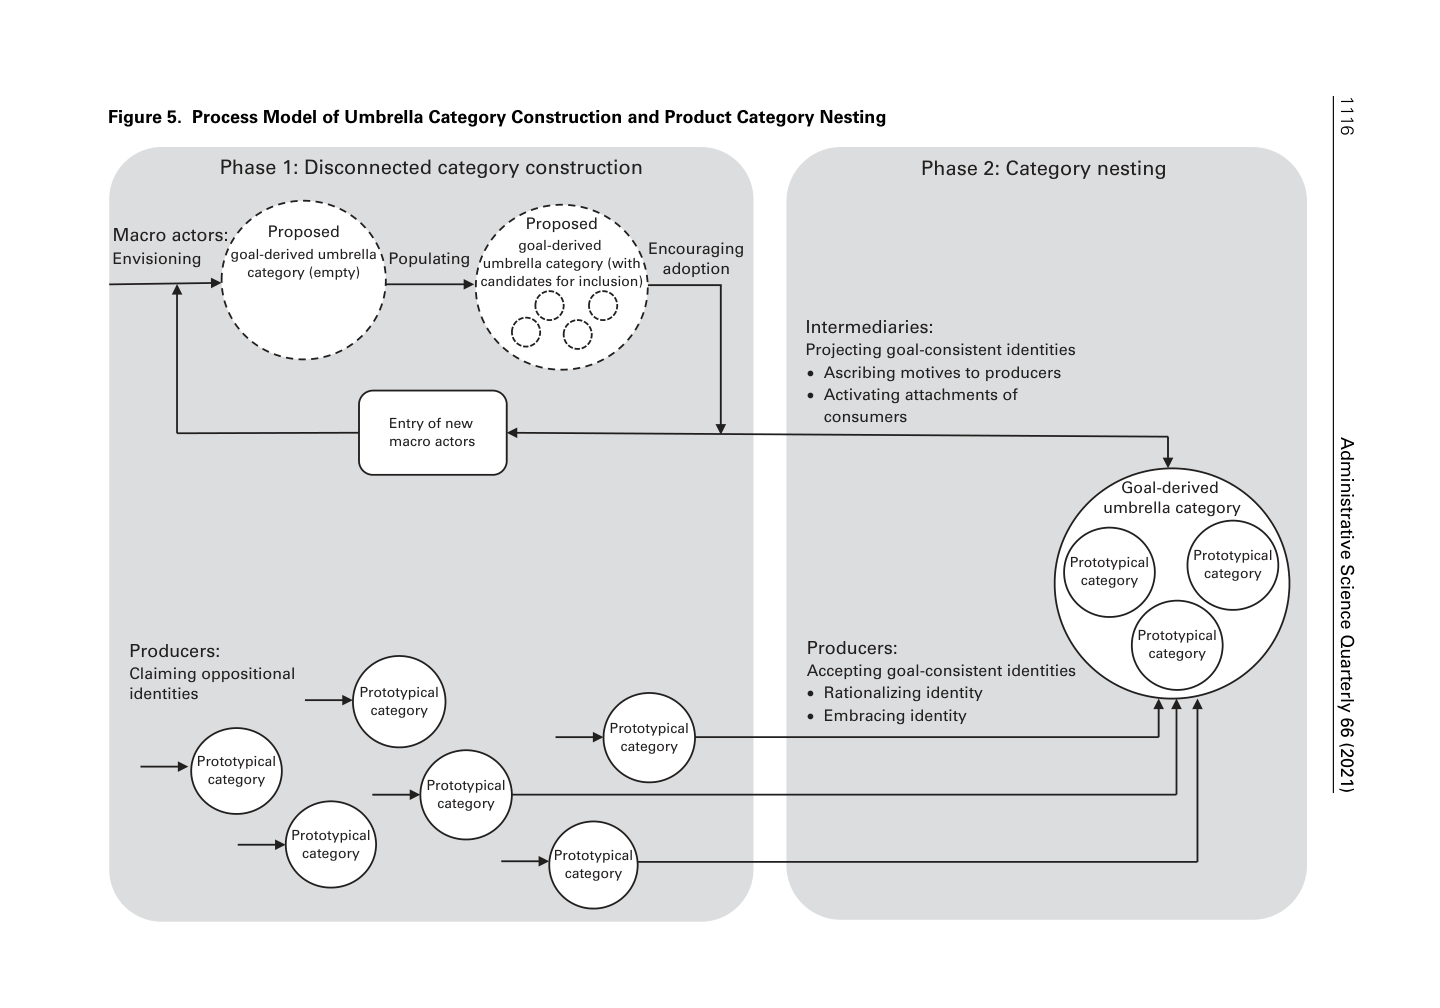 Figure 5. Process Model of Umbrella Category Construction and Product Category Nesting
Phase 1: Disconnected category construction
Macro actors:
Envisioning
Proposed
goal-derived umbrella
category (empty)
Populating
Proposed
goal-derived
umbrella category (with
candidates for inclusion)
Encouraging
adoption
Entry of new
macro actors
Producers:
Claiming oppositional
identities
Prototypical
category
Prototypical
category
Prototypical
category
Prototypical
category
Prototypical
category
Prototypical
category
Phase 2: Category nesting
Intermediaries:
Projecting goal-consistent identities
• Ascribing motives to producers
• Activating attachments of
consumers
Goal-derived
umbrella category
Prototypical
category
Prototypical
category
Prototypical
category
Producers:
Accepting goal-consistent identities
• Rationalizing identity
• Embracing identity
1116
Administrative Science Quarterly 66 (2021)